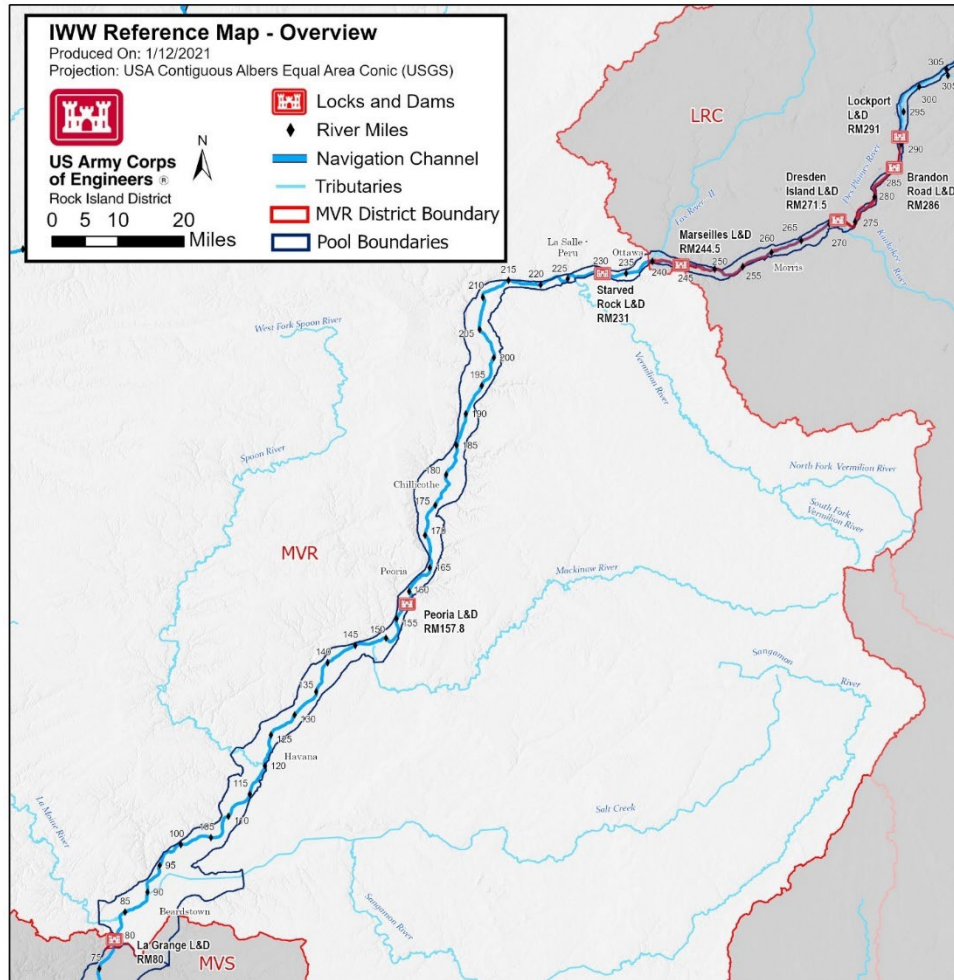 IWW Reference Map - Overview
Produced On: 1/12/2021
Projection: USA Contiguous Albers Equal Area Conic (USGS)
US Army Corps
of Engineers ®
Rock Island District
N
0 5 10 20
Miles
Locks and Dams
River Miles
Navigation Channel
Tributaries
MVR District Boundary
Pool Boundaries
LRC
305
305
300
295
Lockport
L&D
RM291
290
Des Plaines River
285
Brandon
Road L&D
RM286
280
Dresden
Island L&D
RM271.5
275
270
Kankakee River
265
260
Morris
255
250
Fox River - Il
Marseilles L&D
RM244.5
245
240
La Salle -
Peru
Ottawa
235
230
225
220
215
210
Starved
Rock L&D
RM231
205
200
195
190
185
180
Chillicothe
175
170
165
Peoria
160
Peoria L&D
RM157.8
155
150
145
140
135
130
125
Havana
120
115
110
105
100
95
90
85
Beardstown
80
La Grange L&D
RM80
75
West Fork Spoon River
Spoon River
MVR
Vermilion River
North Fork Vermilion River
South Fork
Vermilion River
Mackinaw River
Sangamon
River
Salt Creek
Sangamon River
La Moine River
MVS